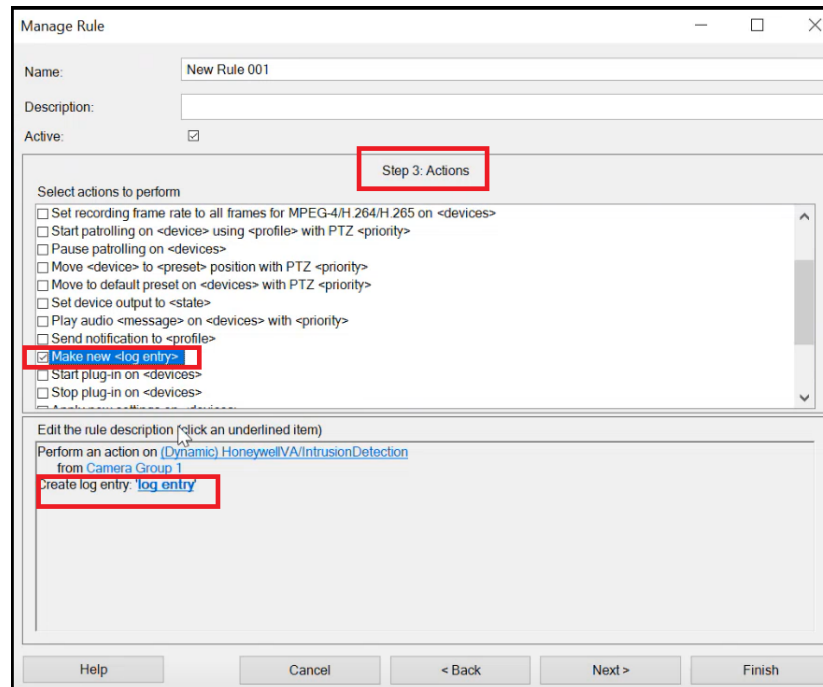 Manage Rule
Name:
New Rule 001
Description:
Active:
Step 3: Actions
Select actions to perform
Set recording frame rate to all frames for MPEG-4/H.264/H.265 on <devices>
Start patrolling on <device> using <profile> with PTZ <priority>
Pause patrolling on <devices>
Move <device> to <preset> position with PTZ <priority>
Move to default preset on <devices> with PTZ <priority>
Set device output to <state>
Play audio <message> on <devices> with <priority>
Send notification to <profile>
Make new <log entry>
Start plug-in on <devices>
Stop plug-in on <devices>
Apply new settings on <devices>
Edit the rule description (click an underlined item)
Perform an action on (Dynamic) HoneywellVA/IntrusionDetection
from Camera Group 1
Create log entry: 'log entry'
Help
Cancel
< Back
Next >
Finish